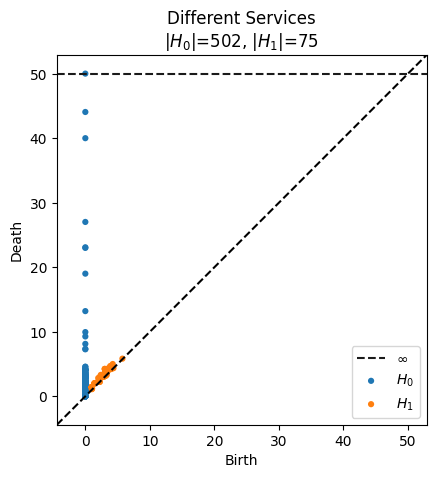 Different Services
|H₀|=502, |H₁|=75
Death
50
40
30
20
10
0
0 10 20 30 40 50
Birth
∞
H₀
H₁